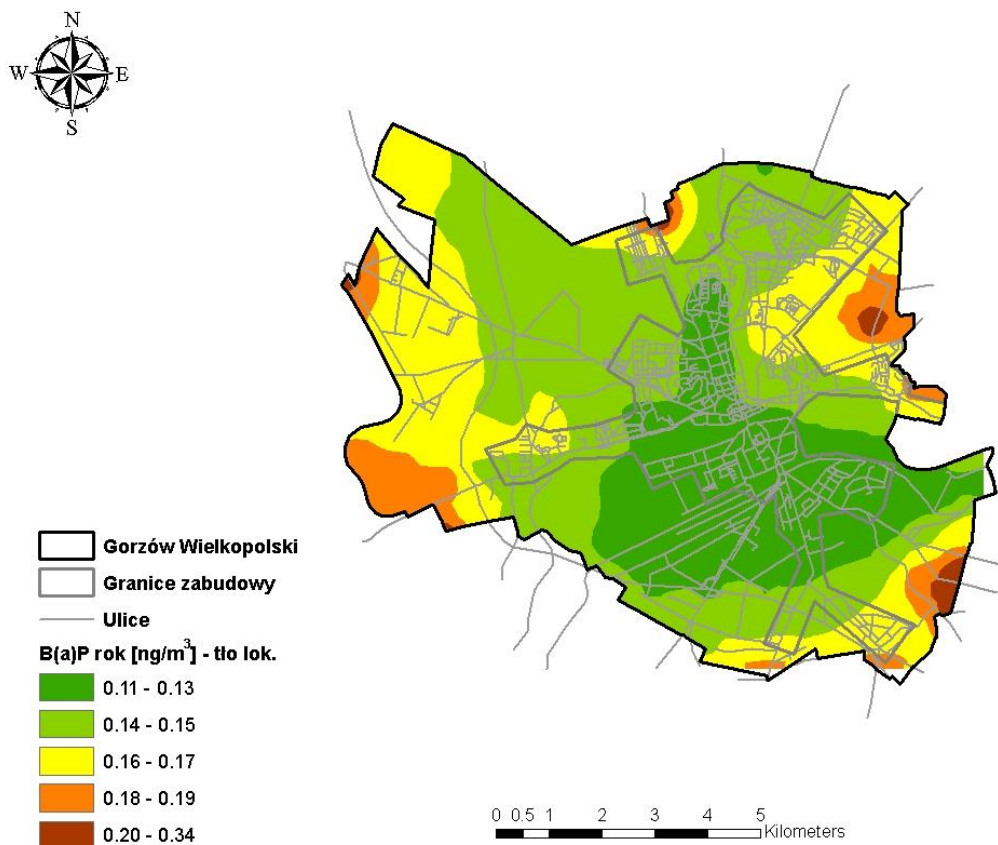 N
W E
S
Gorzów Wielkopolski
Granice zabudowy
Ulice
B(a)P rok [ng/m³] - tło lok.
0.11 - 0.13
0.14 - 0.15
0.16 - 0.17
0.18 - 0.19
0.20 - 0.34
0 0.5 1 2 3 4 5
Kilometers